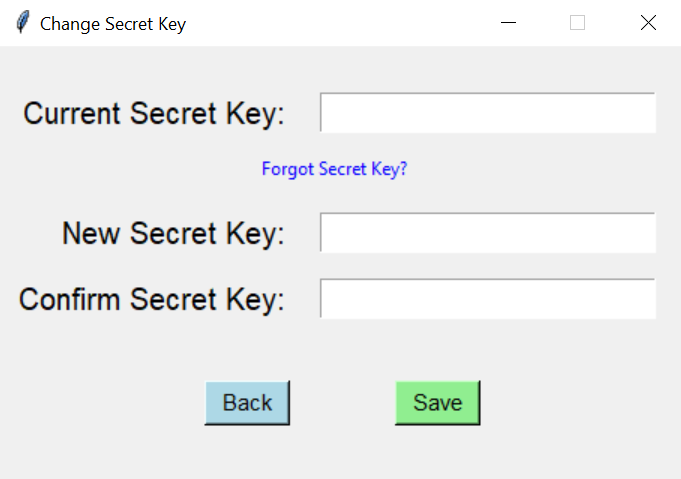 Change Secret Key
Current Secret Key:
Forgot Secret Key?
New Secret Key:
Confirm Secret Key:
Back Save